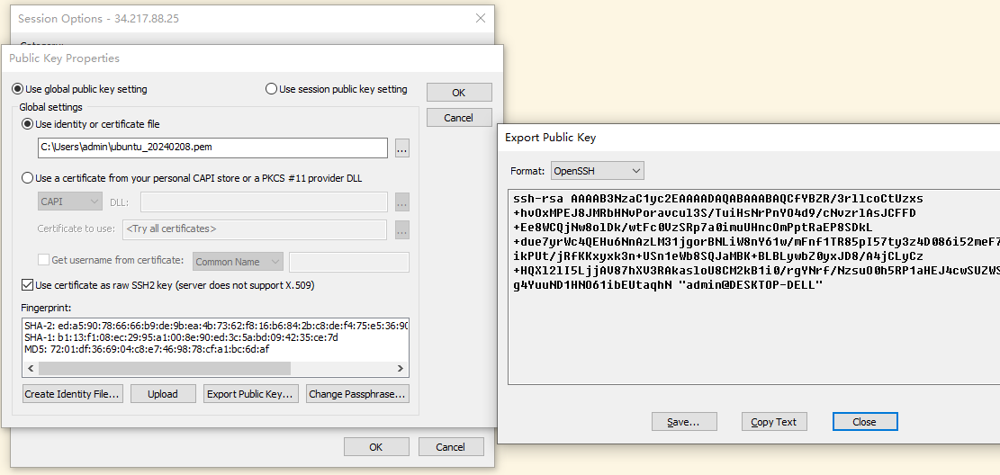 Session Options - 34.217.88.25
Public Key Properties
Use global public key setting
Use session public key setting
OK
Cancel
Global settings
Use identity or certificate file
C:\Users\admin\ubuntu_20240208.pem
...
Use a certificate from your personal CAPI store or a PKCS #11 provider DLL
CAPI
DLL:
...
Certificate to use:
<Try all certificates>
...
Get username from certificate:
Common Name
Use certificate as raw SSH2 key (server does not support X.509)
Fingerprint:
SHA-2: ed:a5:90:78:66:66:b9:de:9b:ea:4b:73:62:f8:16:b6:84:2b:c8:de:f4:75:e5:36:90
SHA-1: b1:13:f1:08:ec:29:95:a1:00:8e:90:ed:3c:5a:bd:09:42:35:ce:7d
MD5: 72:01:df:36:69:04:c8:e7:46:98:78:cf:a1:bc:6d:af
Create Identity File...
Upload
Export Public Key...
Change Passphrase...
OK
Cancel
Export Public Key
Format:
OpenSSH
ssh-rsa AAAAB3NzaC1yc2EAAAADAQABAAABAQCfYBZR/3rllcoCtUzxs
+hvOxMPEJ8JMRbHNvPoravcul3S/TuiHsNrPnYO4d9/cNvzrlAsJCFFD
+Ee8WCQjNw8olDk/wtFc0VzSRp7a0imuUHncOmPptRaEP8SDkL
+due7yrWc4QEHu6NnAzLM31jgorBNLiW8nY61w/mFnf1TR85pI57ty3z4D086i52meF7
ikPUt/jRfKKxyxk3n+USn1eWb8SQJaMBK+BLBLywbZ0yxJD8/A4jCLyCz
+HQXl2lI5LjjAV87hXV3RAkasloU8CM2kB1i0/rgYNrf/NzsuO0h5RP1aHEJ4cwSUZWS
g4YuuND1HNO61ibEUtaqhN "admin@DESKTOP-DELL"
Save...
Copy Text
Close